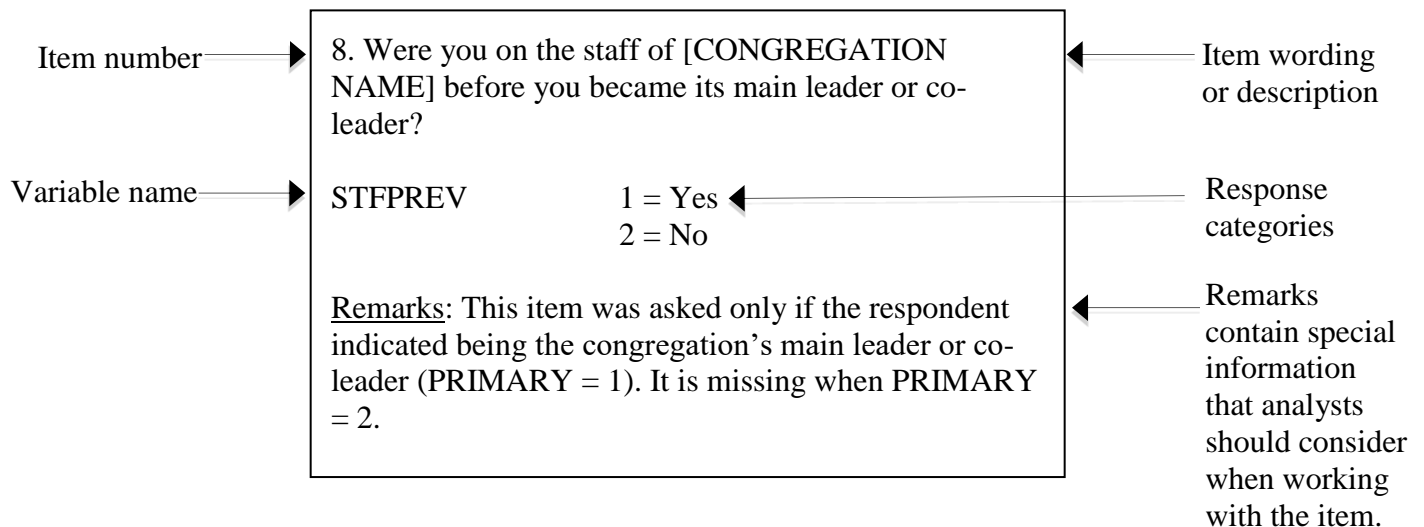 Item number
Variable name
8. Were you on the staff of [CONGREGATION
NAME] before you became its main leader or co-
leader?
STFPREV 1 = Yes
2 = No
Remarks: This item was asked only if the respondent
indicated being the congregation’s main leader or co-
leader (PRIMARY = 1). It is missing when PRIMARY
= 2.
Item wording
or description
Response
categories
Remarks
contain special
information
that analysts
should consider
when working
with the item.